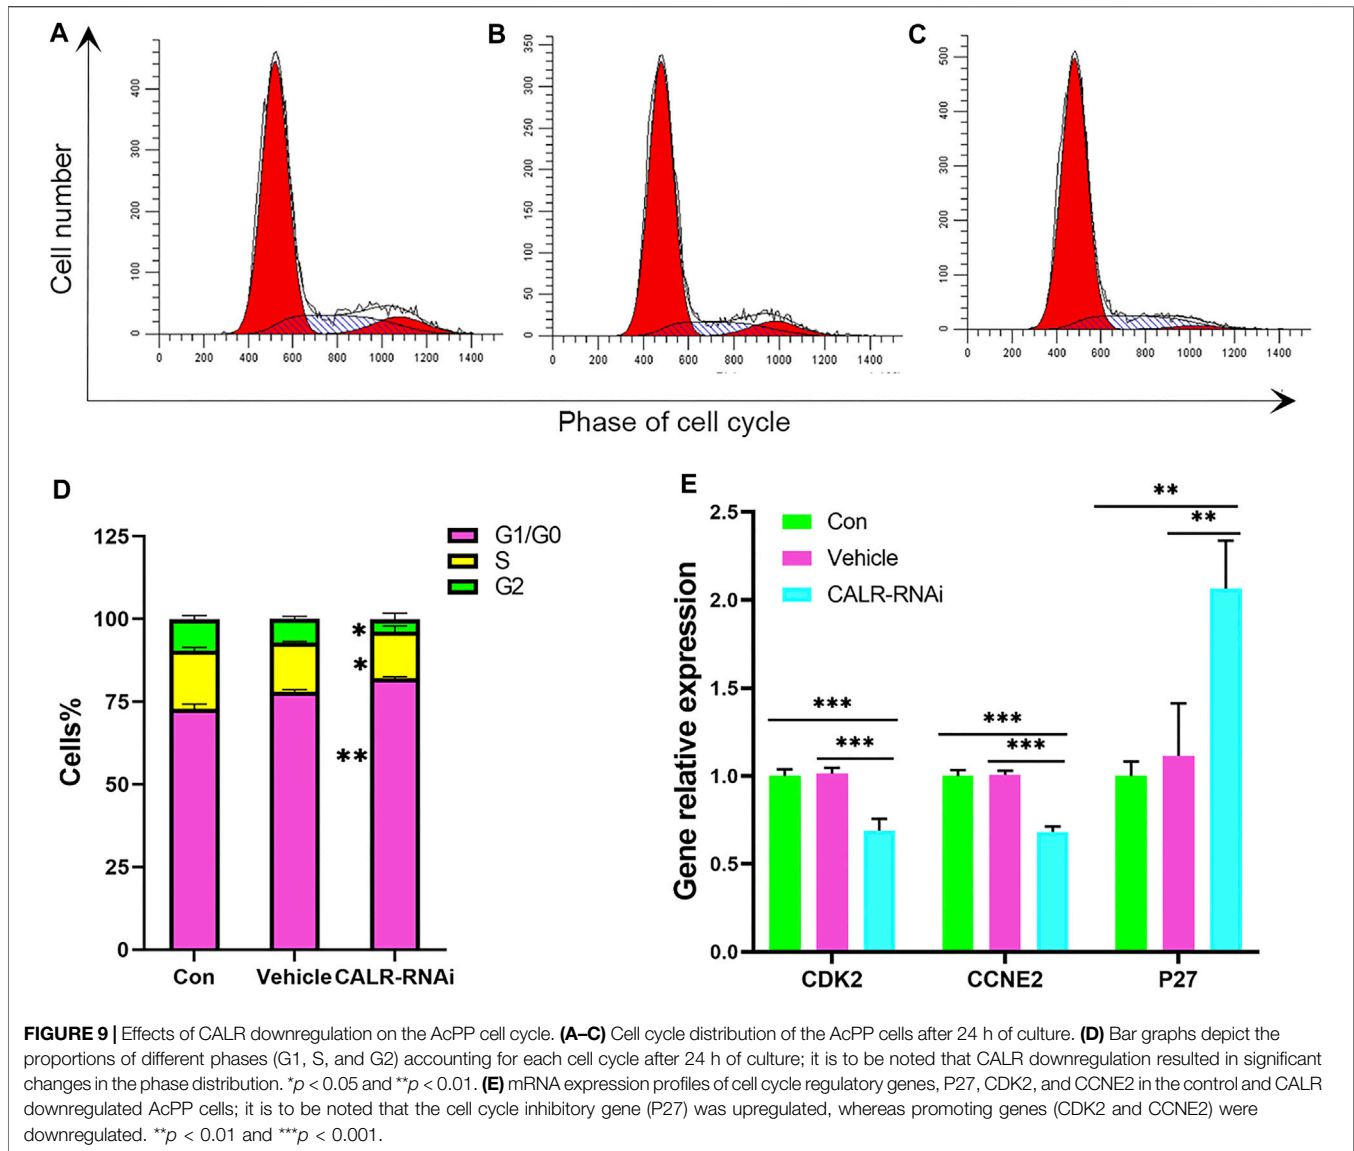 A
B
C
Cell number
400
300
200
100
0
0 200 400 600 800 1000 1200 1400
350
300
250
200
150
100
50
0
0 200 400 600 800 1000 1200 1400
500
400
300
200
100
0
0 200 400 600 800 1000 1200 1400
Phase of cell cycle
D
Cells%
125
100
75
50
25
0
G1/G0
S
G2
*
*
**
Con Vehicle CALR-RNAi
E
Gene relative expression
2.5
2.0
1.5
1.0
0.5
0.0
Con
Vehicle
CALR-RNAi
***
***
***
***
**
**
CDK2 CCNE2 P27
FIGURE 9 | Effects of CALR downregulation on the AcPP cell cycle. (A–C) Cell cycle distribution of the AcPP cells after 24 h of culture. (D) Bar graphs depict the
proportions of different phases (G1, S, and G2) accounting for each cell cycle after 24 h of culture; it is to be noted that CALR downregulation resulted in significant
changes in the phase distribution. *p < 0.05 and **p < 0.01. (E) mRNA expression profiles of cell cycle regulatory genes, P27, CDK2, and CCNE2 in the control and CALR
downregulated AcPP cells; it is to be noted that the cell cycle inhibitory gene (P27) was upregulated, whereas promoting genes (CDK2 and CCNE2) were
downregulated. **p < 0.01 and ***p < 0.001.